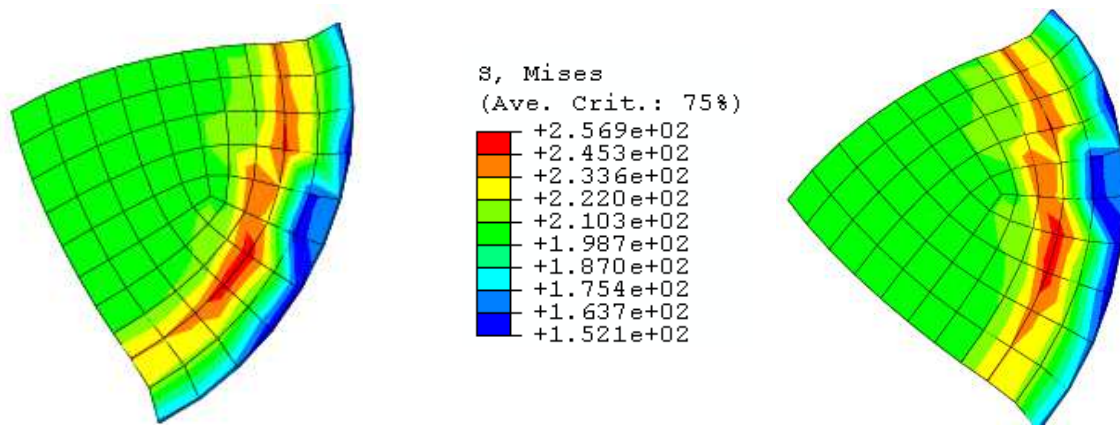 S, Mises
(Ave. Crit.: 75%)
+2.569e+02
+2.453e+02
+2.336e+02
+2.220e+02
+2.103e+02
+1.987e+02
+1.870e+02
+1.754e+02
+1.637e+02
+1.521e+02